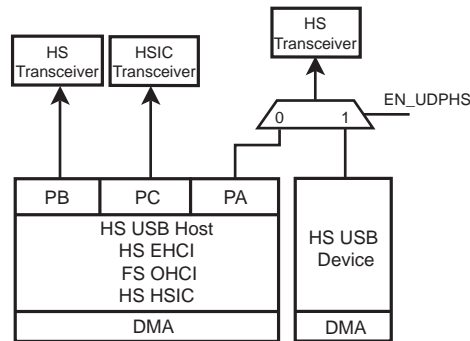 HS
Transceiver
HSIC
Transceiver
HS
Transceiver
EN_UDPHS
0
1
PB
PC
PA
HS USB Host
HS EHCI
FS OHCI
HS HSIC
DMA
HS USB
Device
DMA